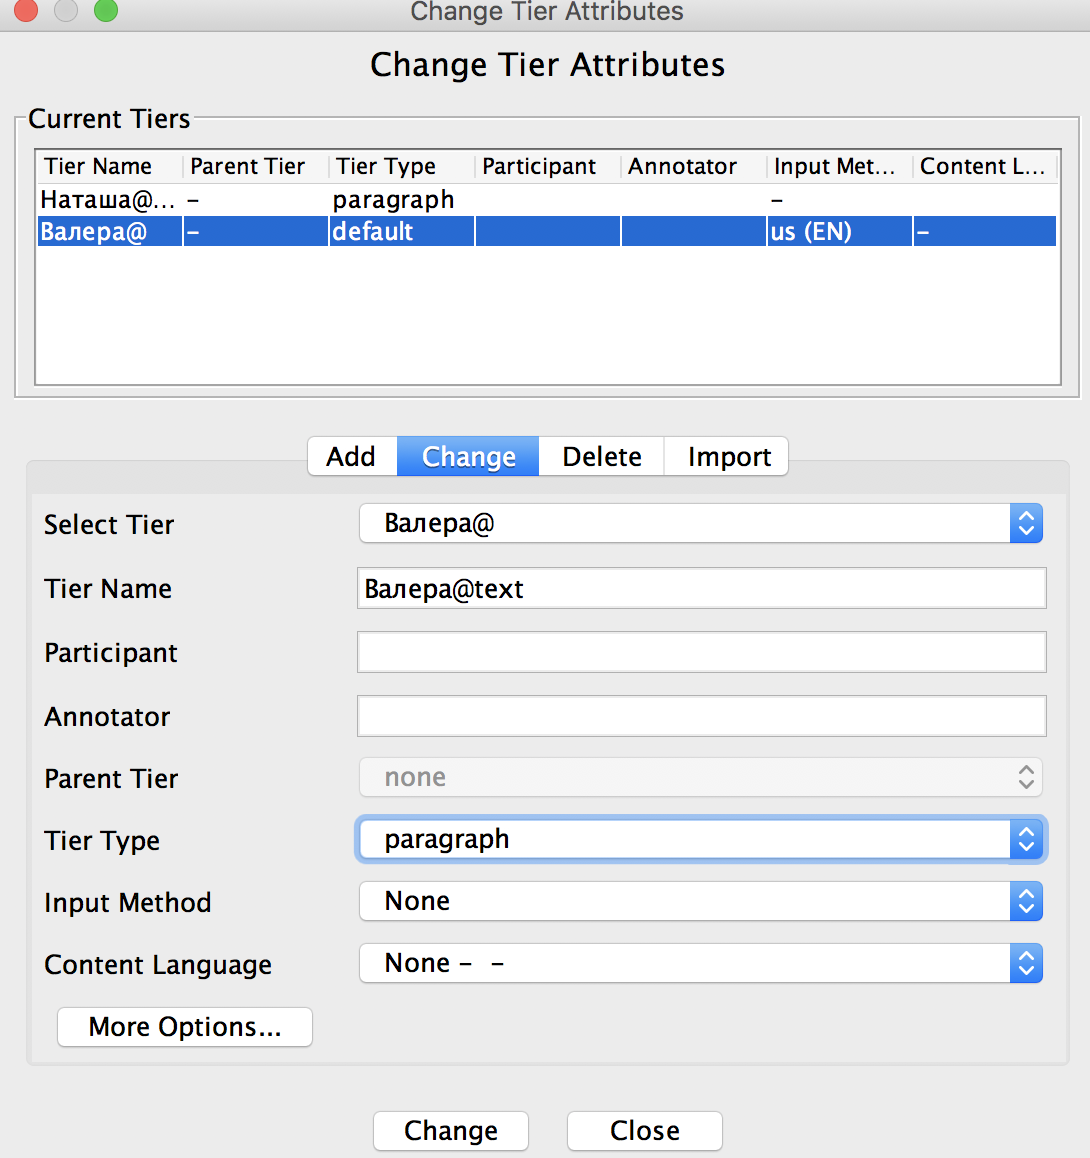 Change Tier Attributes
Change Tier Attributes
Current Tiers
Tier Name Parent Tier Tier Type Participant Annotator Input Met... Content L...
Наташа@... – paragraph –
Валера@ – default us (EN) –
Add Change Delete Import
Select Tier Валера@
Tier Name Валера@text
Participant
Annotator
Parent Tier none
Tier Type paragraph
Input Method None
Content Language None – –
More Options...
Change Close